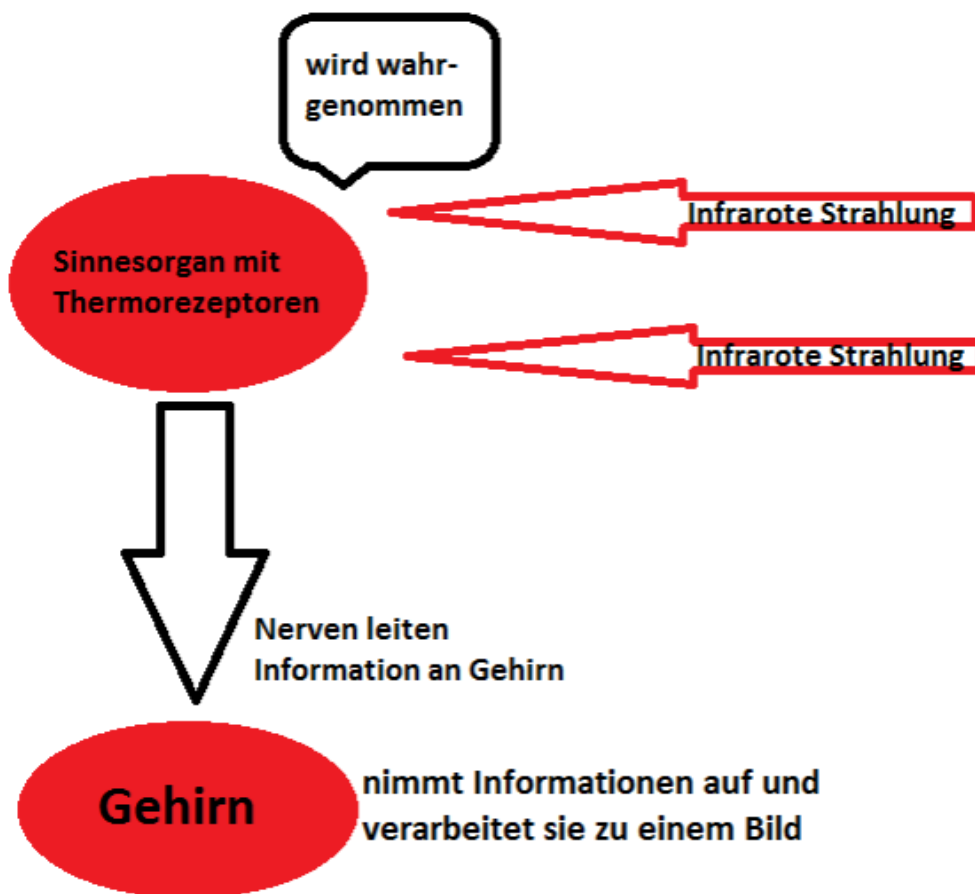 wird wahr-
genommen
Infrarote Strahlung
Sinnesorgan mit
Thermorezeptoren
Infrarote Strahlung
Nerven leiten
Information an Gehirn
Gehirn
nimmt Informationen auf und
verarbeitet sie zu einem Bild